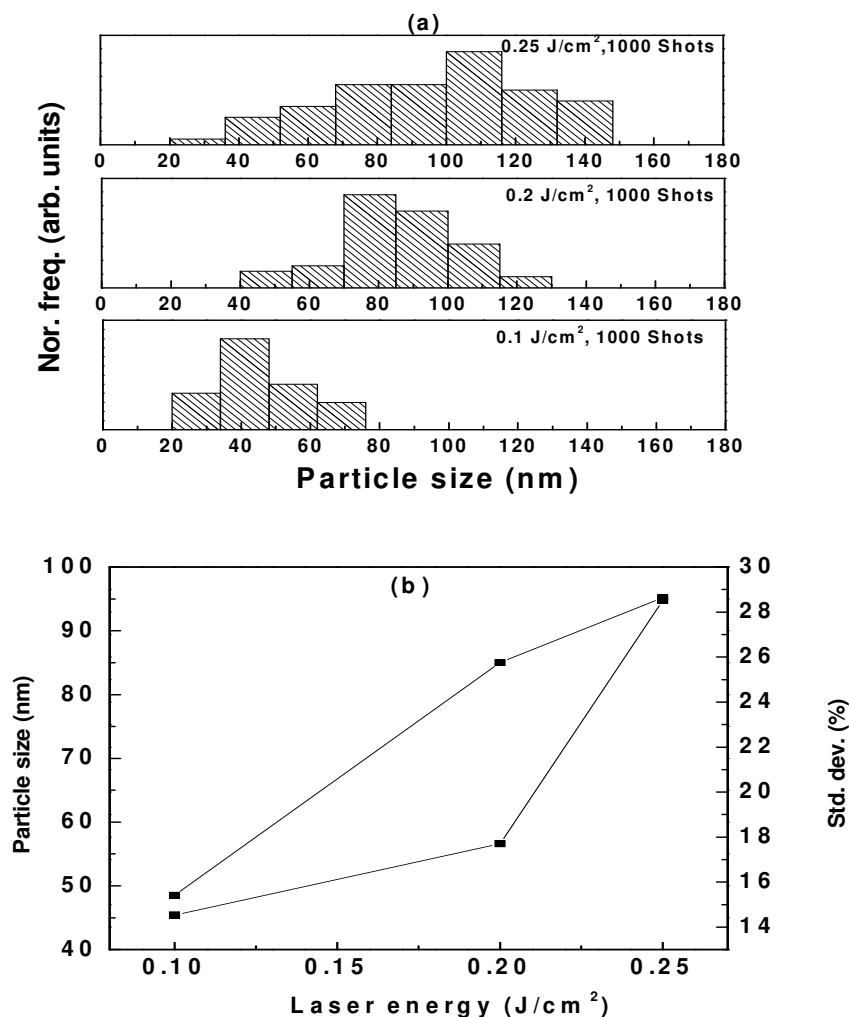 (a)
0.25 J/cm²,1000 Shots
0 20 40 60 80 100 120 140 160 180
0.2 J/cm², 1000 Shots
0 20 40 60 80 100 120 140 160 180
0.1 J/cm², 1000 Shots
0 20 40 60 80 100 120 140 160 180
Nor. freq. (arb. units)
Particle size (nm)
(b)
100
90
80
70
60
50
40
Particle size (nm)
30
28
26
24
22
20
18
16
14
Std. dev. (%)
0.10 0.15 0.20 0.25
Laser energy (J/cm²)